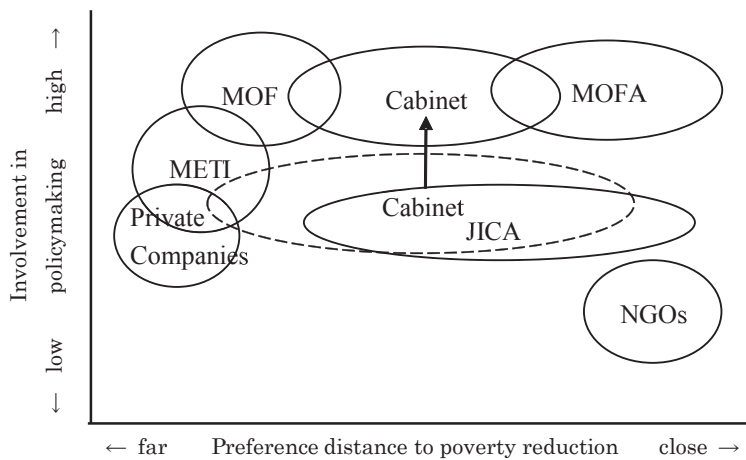 MOF
Cabinet
MOFA
METI
Cabinet
Private
JICA
Companies
NGOs
Involvement in
← low policymaking high →
← far Preference distance to poverty reduction close →